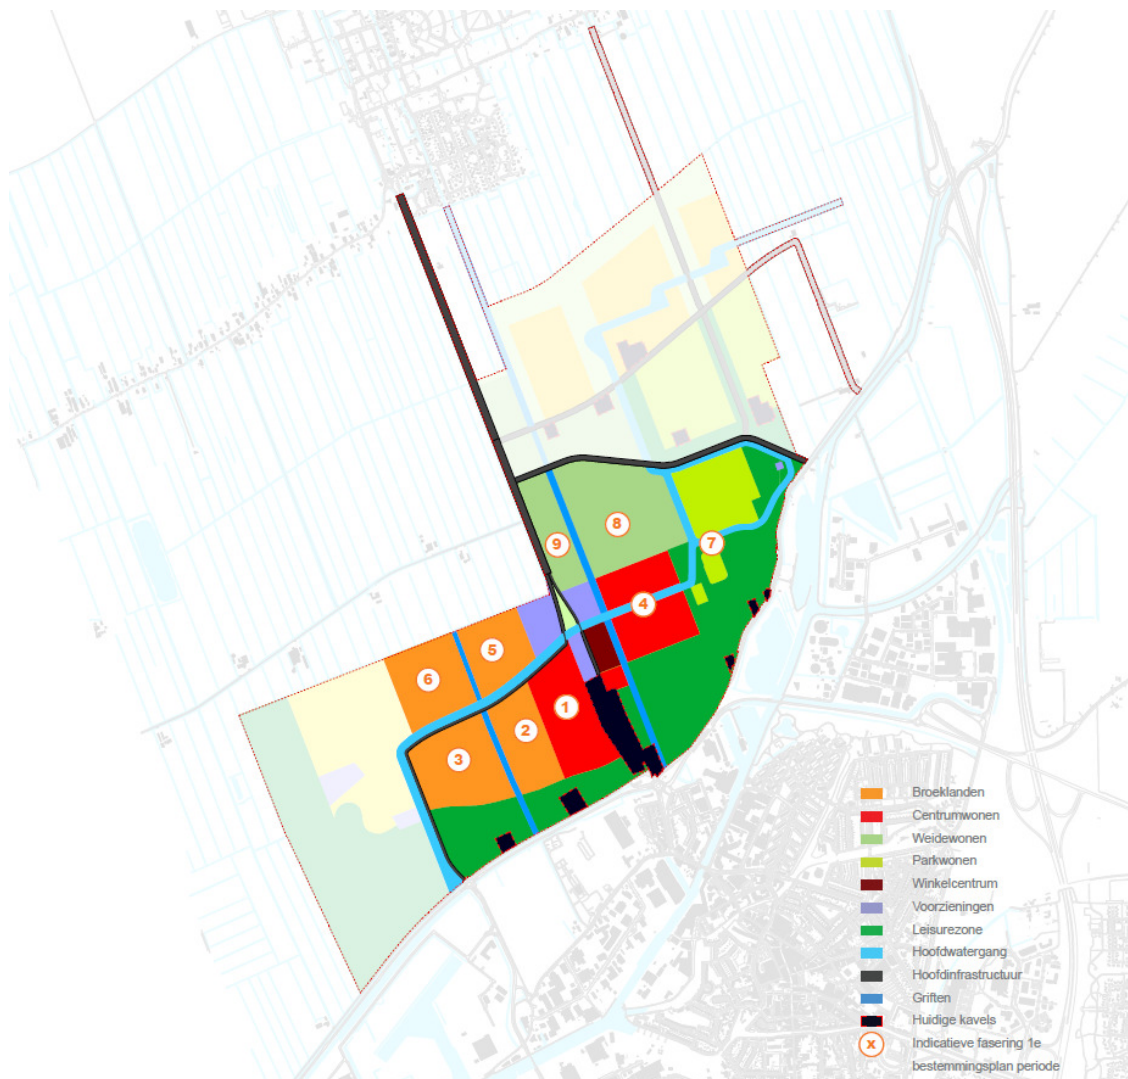 8
9
7
4
5
6
1
2
3
Broeklanden
Centrumwonen
Weidewonen
Parkwonen
Winkelcentrum
Voorzieningen
Leisurezone
Hoofdwatergang
Hoofdinfrastructuur
Griften
Huidige kavels
x Indicatieve fasering 1e
bestemmingsplan periode